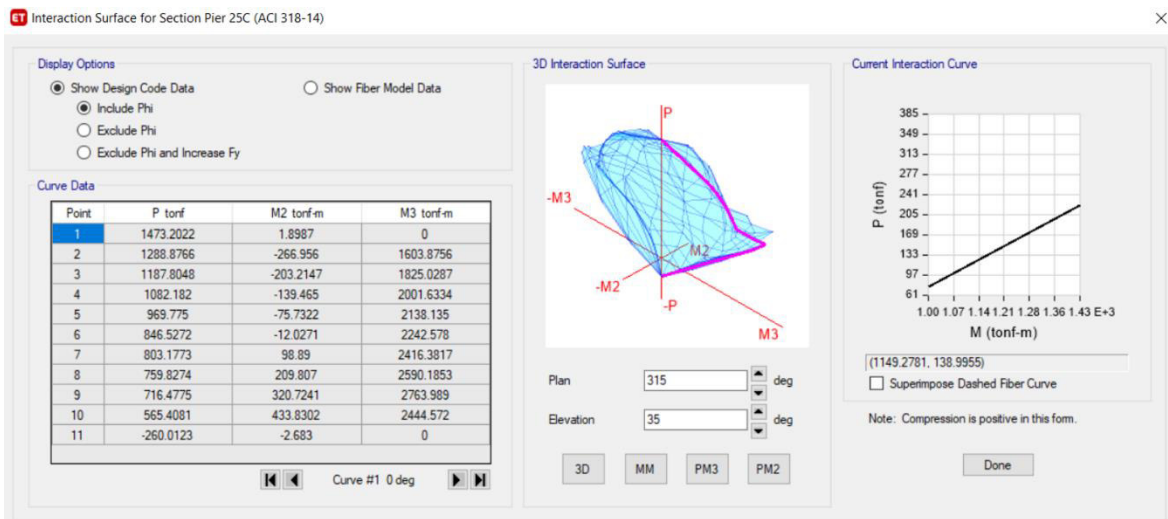 ET Interaction Surface for Section Pier 25C (ACI 318-14)
Display Options
Show Design Code Data Show Fiber Model Data
Include Phi
Exclude Phi
Exclude Phi and Increase Fy
Curve Data
Point P tonf M2 tonf-m M3 tonf-m
1 1473.2022 1.8987 0
2 1288.8766 -266.956 1603.8756
3 1187.8048 -203.2147 1825.0287
4 1082.182 -139.465 2001.6334
5 969.775 -75.7322 2138.135
6 846.5272 -12.0271 2242.578
7 803.1773 98.89 2416.3817
8 759.8274 209.807 2590.1853
9 716.4775 320.7241 2763.989
10 565.4081 433.8302 2444.572
11 -260.0123 -2.683 0
Curve #1 0 deg
3D Interaction Surface
P
-M3
M2
-M2
-P
M3
Plan 315 deg
Elevation 35 deg
3D MM PM3 PM2
Current Interaction Curve
P (tonf)
385
349
313
277
241
205
169
133
97
61
1.00 1.07 1.14 1.21 1.28 1.36 1.43 E+3
M (tonf-m)
(1149.2781, 138.9955)
Superimpose Dashed Fiber Curve
Note: Compression is positive in this form.
Done